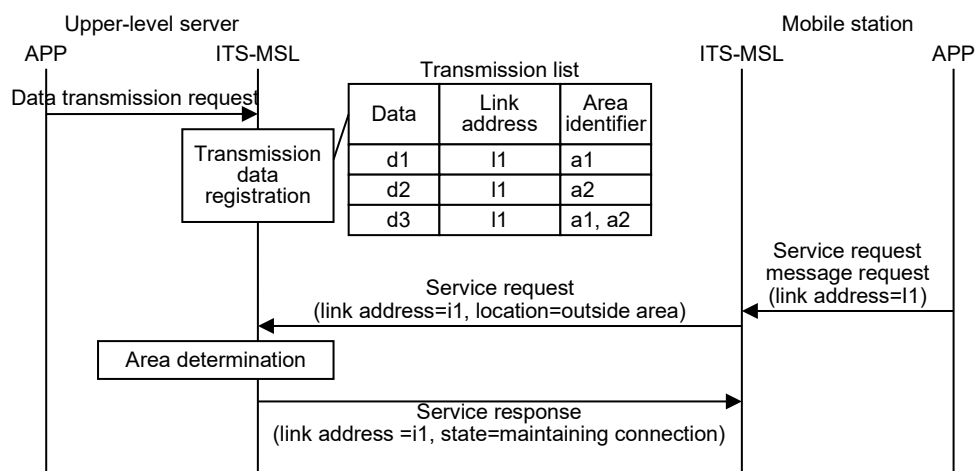 Upper-level server
Mobile station
APP
ITS-MSL
ITS-MSL
APP
Data transmission request
Transmission list
Data
Link
address
Area
identifier
d1
l1
a1
d2
l1
a2
d3
l1
a1, a2
Transmission
data
registration
Service request
message request
(link address=l1)
Service request
(link address=i1, location=outside area)
Area determination
Service response
(link address =i1, state=maintaining connection)